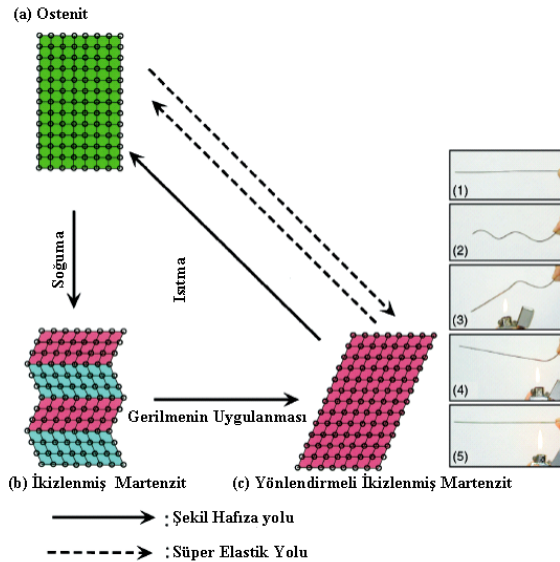 (a) Ostenit
Soğuma
Isıtma
(1)
(2)
(3)
(4)
(5)
Gerilmenin Uygulanması
(b) İkizlenmiş Martenzit
(c) Yönlendirmeli İkizlenmiş Martenzit
: Şekil Hafıza yolu
: Süper Elastik Yolu